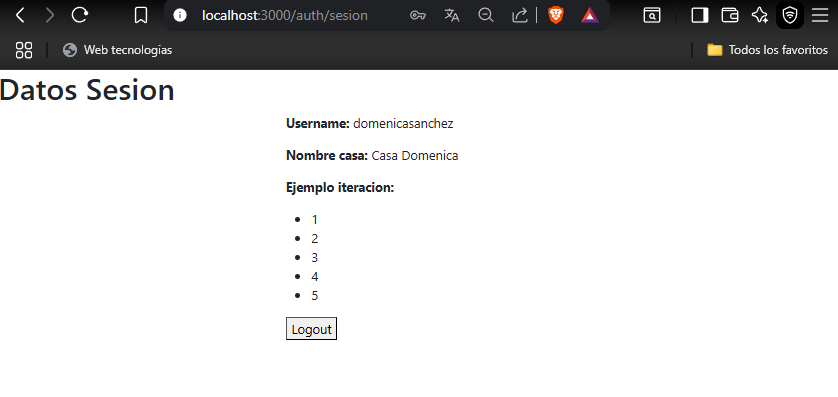 localhost:3000/auth/sesion
Web tecnologias
Todos los favoritos
Datos Sesion
Username: domenicasanchez
Nombre casa: Casa Domenica
Ejemplo iteracion:
1
2
3
4
5
Logout